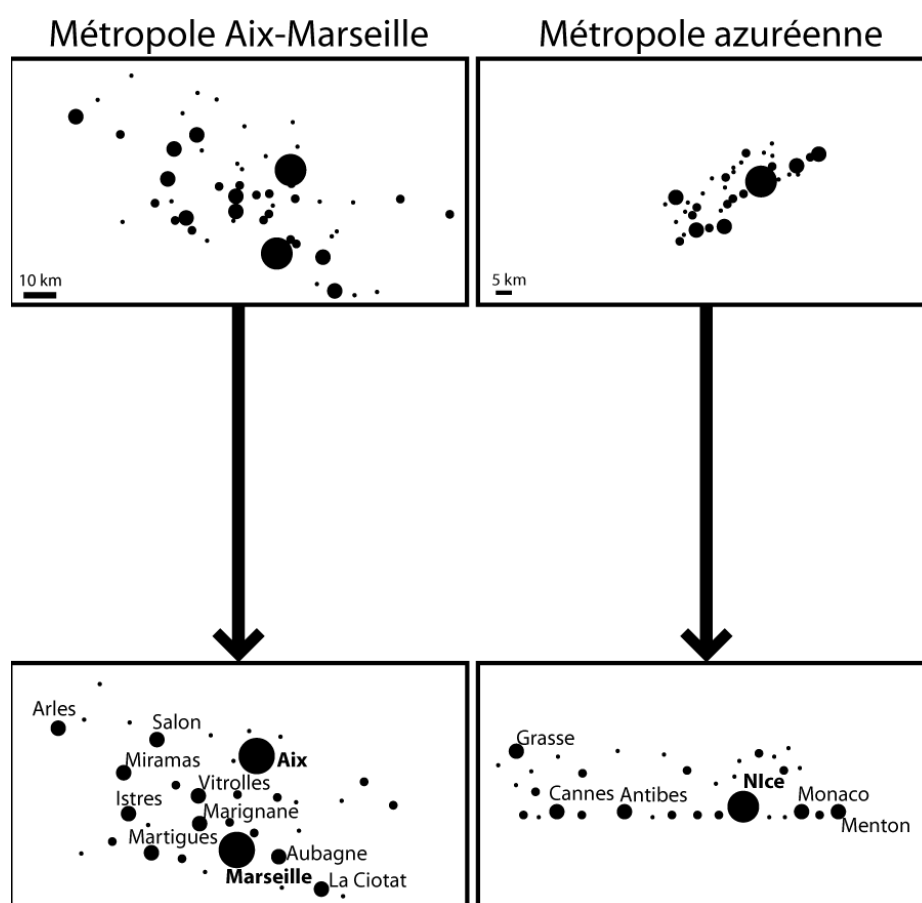 Métropole Aix-Marseille
Métropole azuréenne
10 km
5 km
Arles
Salon
Aix
Miramas
Vitrolles
Istres
Marignane
Martigues
Aubagne
Marseille
La Ciotat
Grasse
NIce
Cannes
Antibes
Monaco
Menton